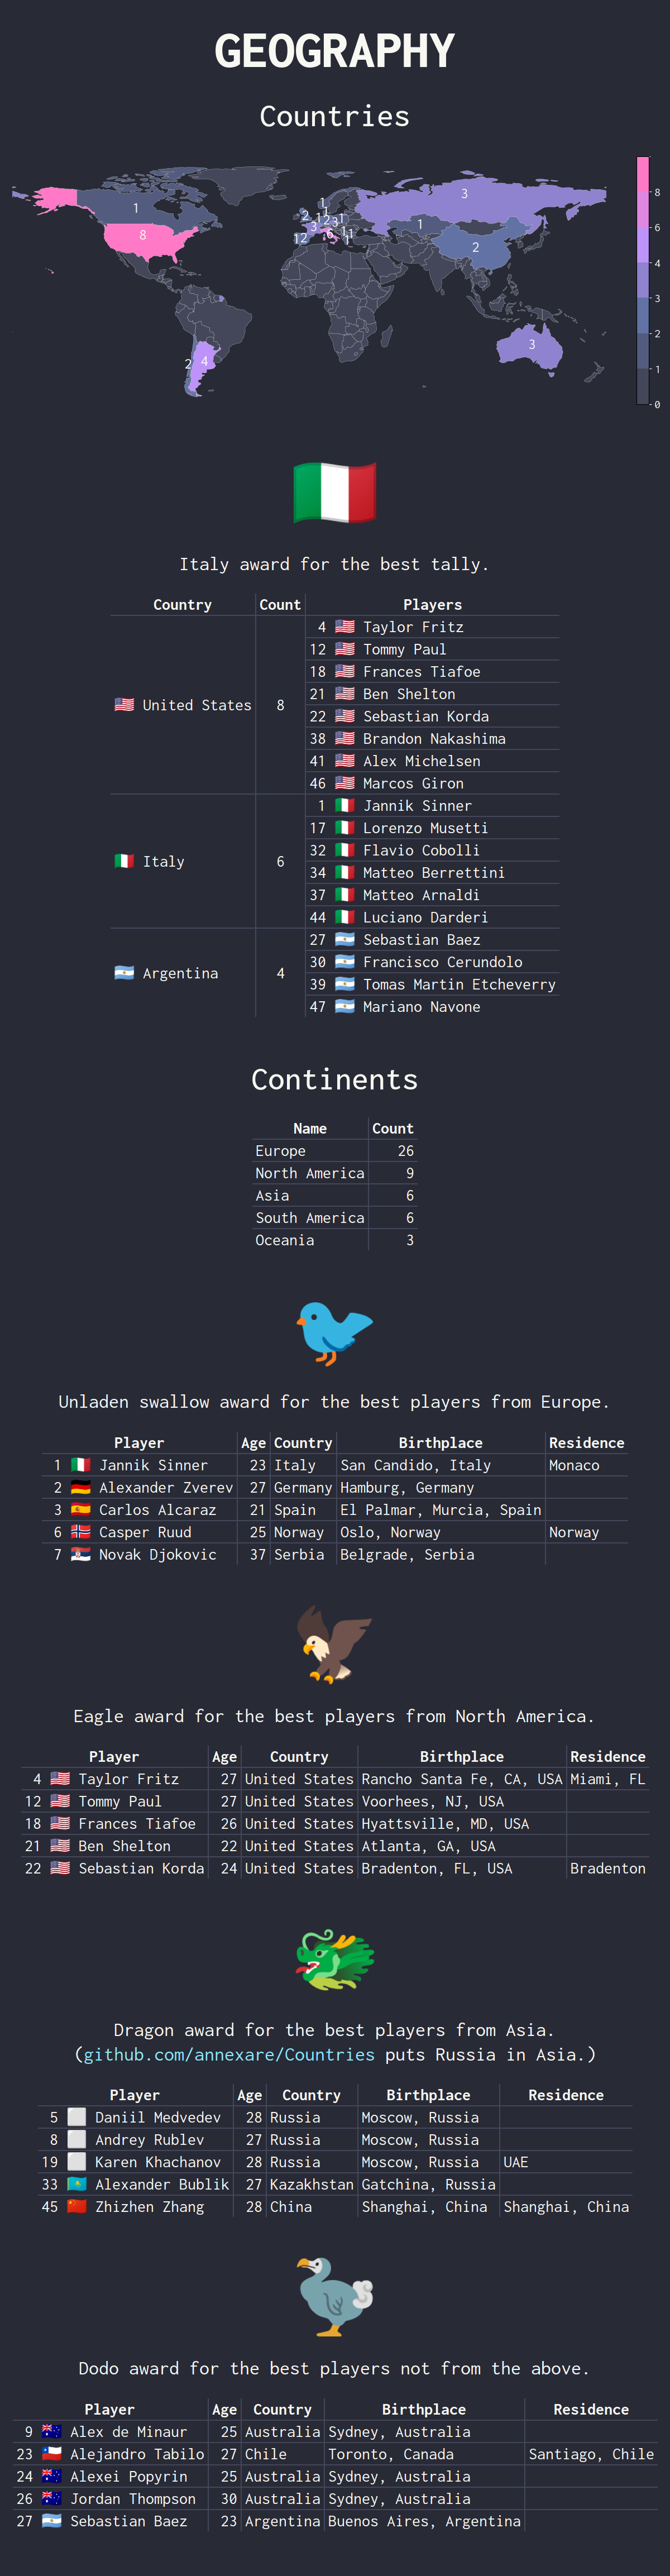 GEOGRAPHY
Countries
1
8
3
1
2
3
2
4
8
6
4
3
2
1
0
Italy award for the best tally.
Country Count Players
United States 8
4 Taylor Fritz
12 Tommy Paul
18 Frances Tiafoe
21 Ben Shelton
22 Sebastian Korda
38 Brandon Nakashima
41 Alex Michelsen
46 Marcos Giron
Italy 6
1 Jannik Sinner
17 Lorenzo Musetti
32 Flavio Cobolli
34 Matteo Berrettini
37 Matteo Arnaldi
44 Luciano Darderi
Argentina 4
27 Sebastian Baez
30 Francisco Cerundolo
39 Tomas Martin Etcheverry
47 Mariano Navone
Continents
Name Count
Europe 26
North America 9
Asia 6
South America 6
Oceania 3
Unladen swallow award for the best players from Europe.
Player Age Country Birthplace Residence
1 Jannik Sinner 23 Italy San Candido, Italy Monaco
2 Alexander Zverev 27 Germany Hamburg, Germany
3 Carlos Alcaraz 21 Spain El Palmar, Murcia, Spain
6 Casper Ruud 25 Norway Oslo, Norway Norway
7 Novak Djokovic 37 Serbia Belgrade, Serbia
Eagle award for the best players from North America.
Player Age Country Birthplace Residence
4 Taylor Fritz 27 United States Rancho Santa Fe, CA, USA Miami, FL
12 Tommy Paul 27 United States Voorhees, NJ, USA
18 Frances Tiafoe 26 United States Hyattsville, MD, USA
21 Ben Shelton 22 United States Atlanta, GA, USA
22 Sebastian Korda 24 United States Bradenton, FL, USA Bradenton
Dragon award for the best players from Asia.
(github.com/annexare/Countries puts Russia in Asia.)
Player Age Country Birthplace Residence
5 Daniil Medvedev 28 Russia Moscow, Russia
8 Andrey Rublev 27 Russia Moscow, Russia
19 Karen Khachanov 28 Russia Moscow, Russia UAE
33 Alexander Bublik 27 Kazakhstan Gatchina, Russia
45 Zhizhen Zhang 28 China Shanghai, China Shanghai, China
Dodo award for the best players not from the above.
Player Age Country Birthplace Residence
9 Alex de Minaur 25 Australia Sydney, Australia
23 Alejandro Tabilo 27 Chile Toronto, Canada Santiago, Chile
24 Alexei Popyrin 25 Australia Sydney, Australia
26 Jordan Thompson 30 Australia Sydney, Australia
27 Sebastian Baez 23 Argentina Buenos Aires, Argentina